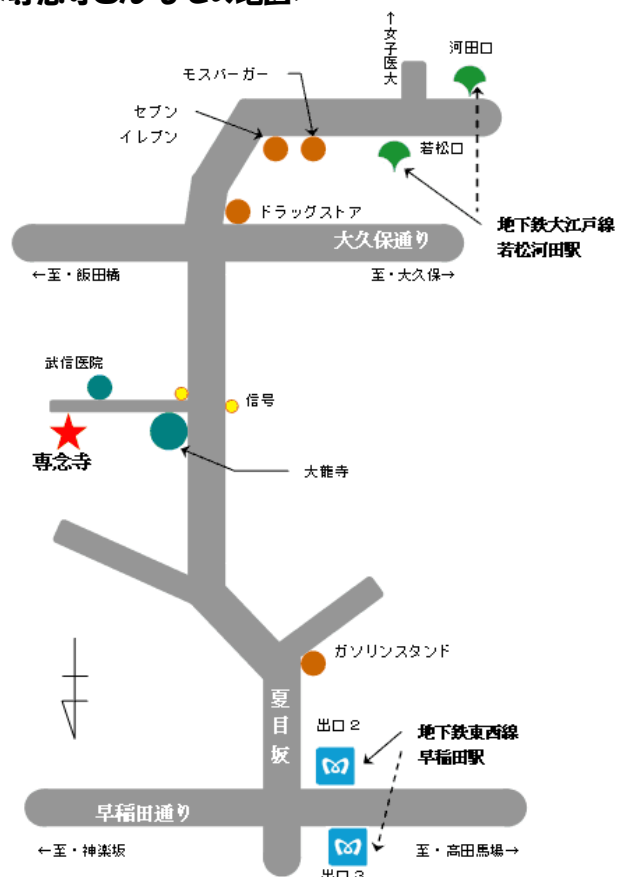 ↑女子医大
河田口
モスバーガー
セブン
イレブン
若松口
ドラッグストア
地下鉄大江戸線
若松河田駅
大久保通り
←至・飯田橋
至・大久保→
武信医院
信号
専念寺
大龍寺
ガソリンスタンド
夏目坂
出口2
地下鉄東西線
早稲田駅
早稲田通り
←至・神楽坂
至・高田馬場→
出口3